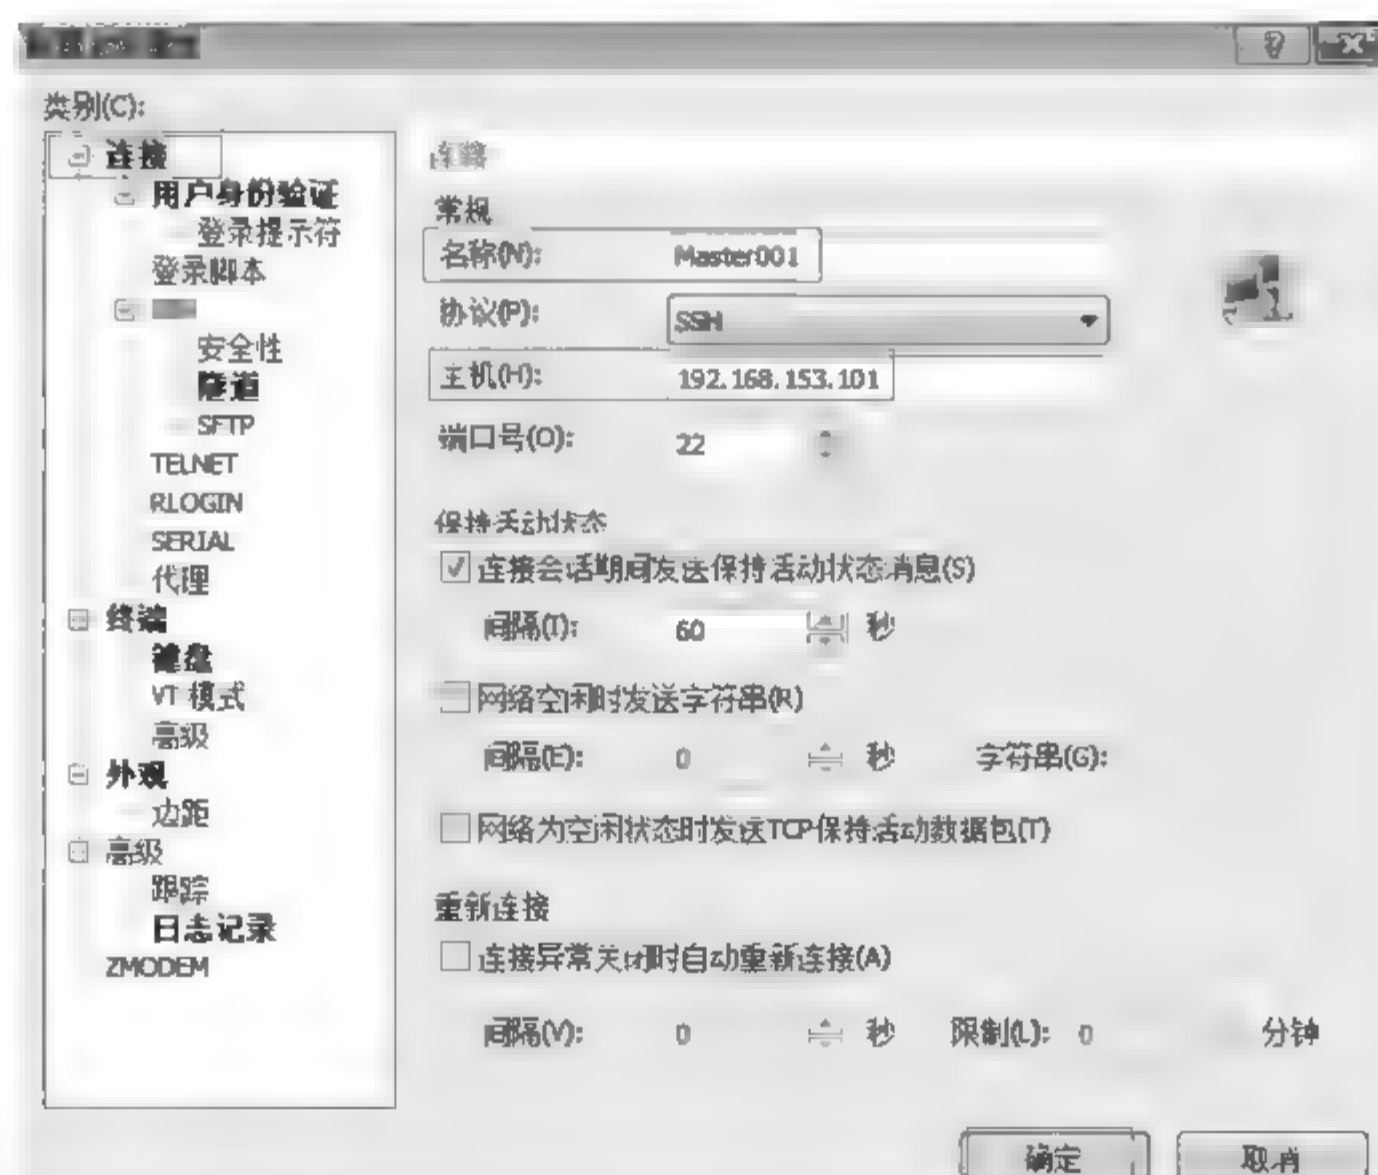 类别(C):
连接
用户身份验证
登录提示符
登录脚本
安全性
隧道
SFTP
TELNET
RLOGIN
SERIAL
代理
终端
键盘
VT 模式
高级
外观
边距
高级
跟踪
日志记录
ZMODEM
连接
常规
名称(N): Master001
协议(P): SSH
主机(H): 192.168.153.101
端口号(O): 22
保持活动状态
连接会话期间发送保持活动状态消息(S)
间隔(I): 60 秒
网络空闲时发送字符串(R)
间隔(E): 0 秒 字符串(G):
网络为空闲状态时发送TCP保持活动数据包(T)
重新连接
连接异常关闭时自动重新连接(A)
间隔(V): 0 秒 限制(L): 0 分钟
确定 取消